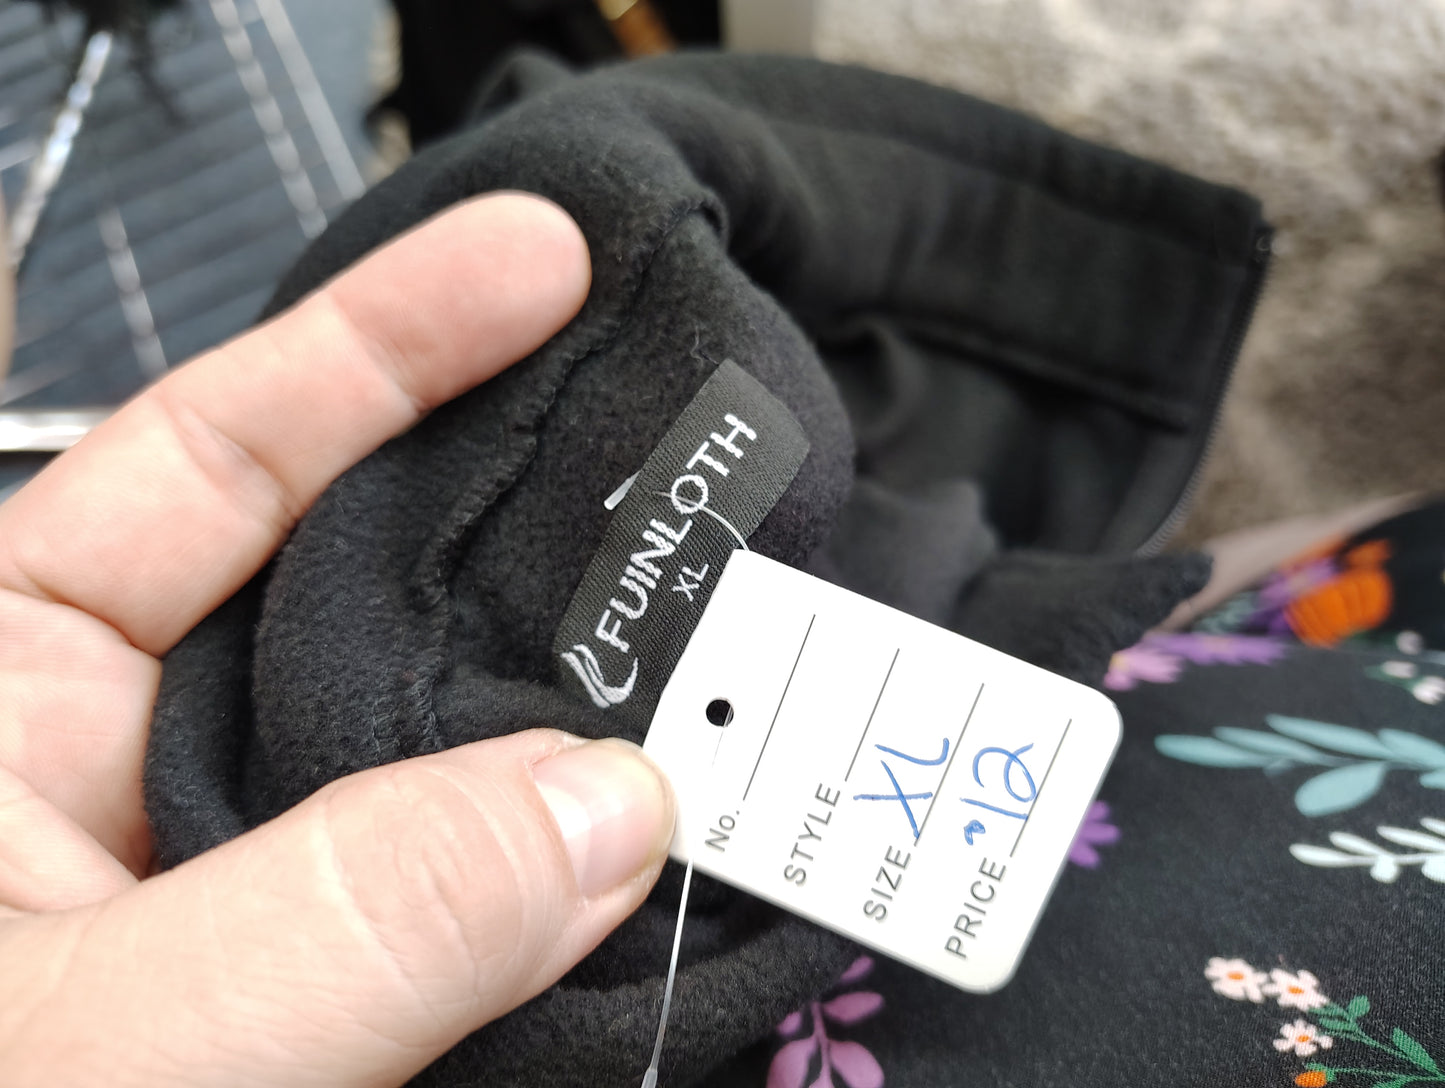 FUINLOTH
XL
No.
STYLE
SIZE XL
PRICE 12